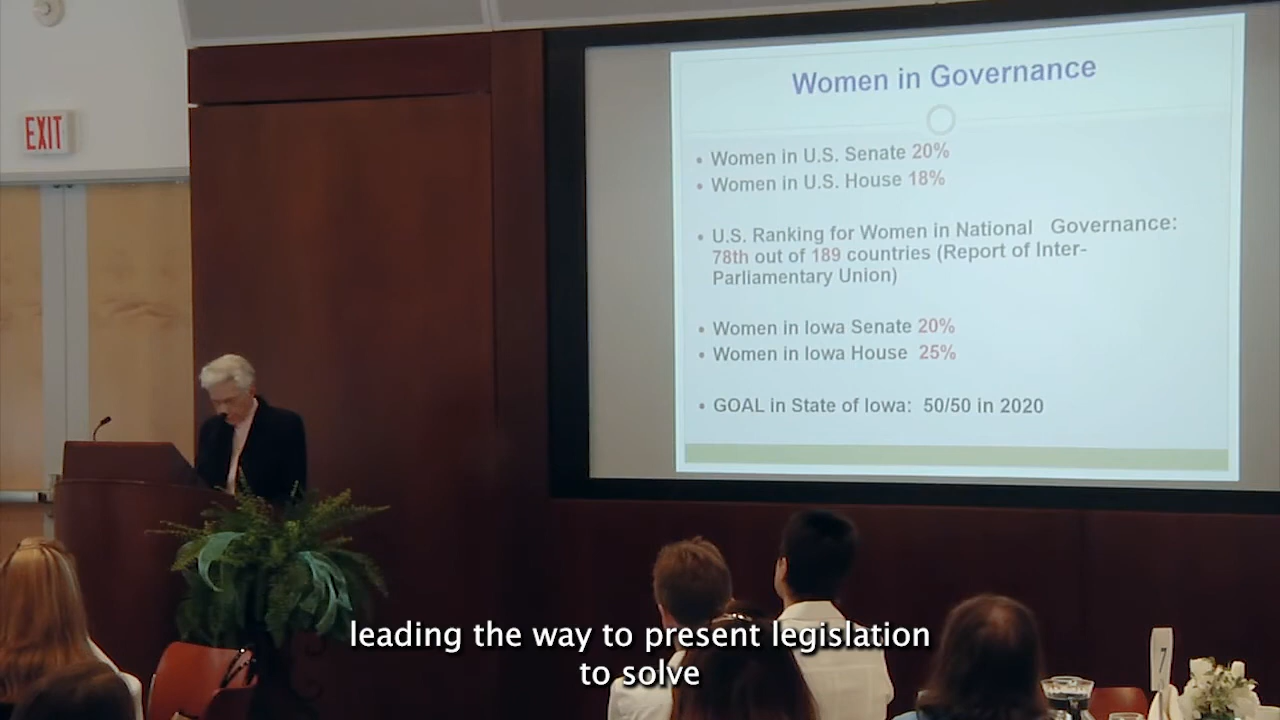 EXIT
Women in Governance
• Women in U.S. Senate 20%
• Women in U.S. House 18%
• U.S. Ranking for Women in National Governance:
78th out of 189 countries (Report of Inter-
Parliamentary Union)
• Women in Iowa Senate 20%
• Women in Iowa House 25%
• GOAL in State of Iowa: 50/50 in 2020
leading the way to present legislation
to solve
7